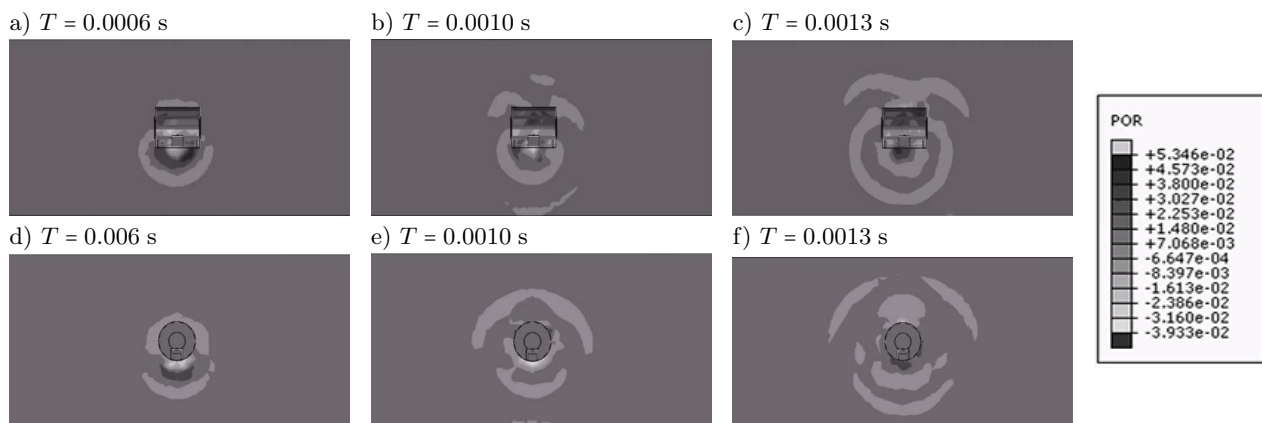 a) T = 0.0006 s
b) T = 0.0010 s
c) T = 0.0013 s
d) T = 0.006 s
e) T = 0.0010 s
f) T = 0.0013 s
POR
+5.346e-02
+4.573e-02
+3.800e-02
+3.027e-02
+2.253e-02
+1.480e-02
+7.068e-03
-6.647e-04
-8.397e-03
-1.613e-02
-2.386e-02
-3.160e-02
-3.933e-02